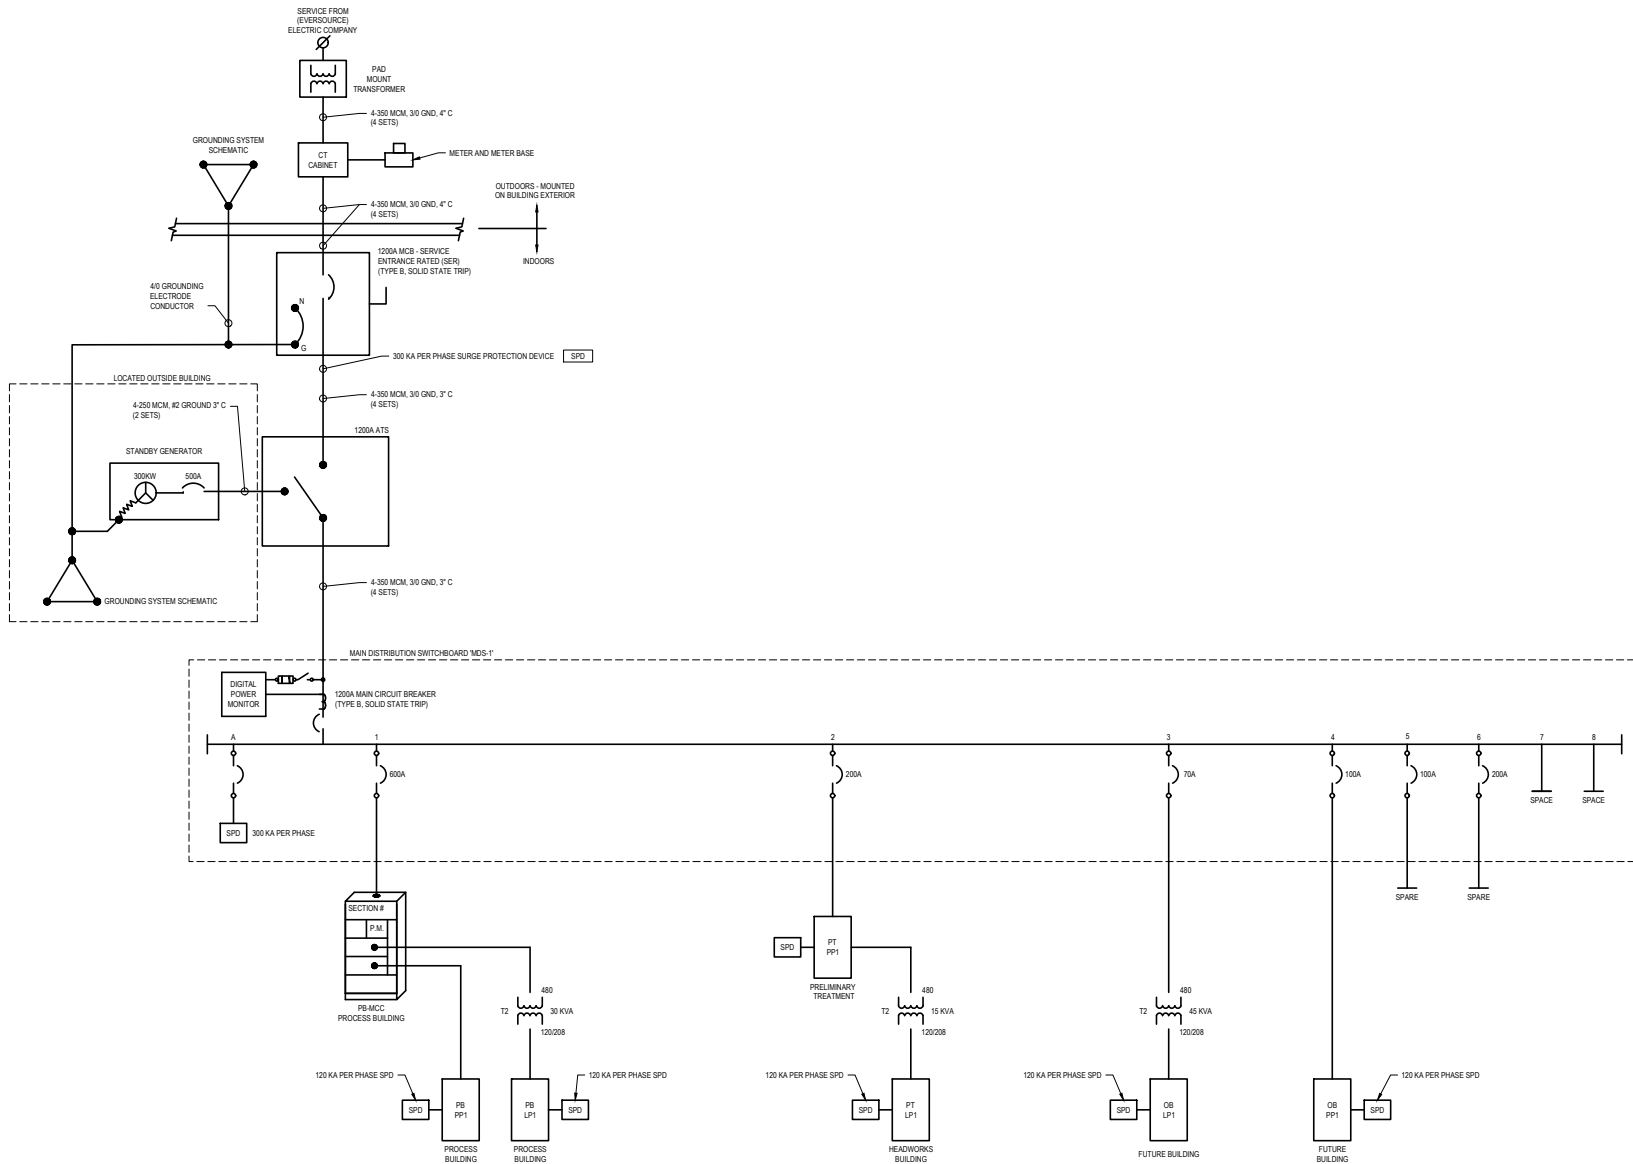 SERVICE FROM
(EVERSOURCE)
ELECTRIC COMPANY
PAD
MOUNT
TRANSFORMER
4-350 MCM, 3/0 GND, 4" C
(4 SETS)
GROUNDING SYSTEM
SCHEMATIC
CT
CABINET
METER AND METER BASE
OUTDOORS - MOUNTED
ON BUILDING EXTERIOR
4-350 MCM, 3/0 GND, 4" C
(4 SETS)
INDOORS
1200A MCB - SERVICE
ENTRANCE RATED (SER)
(TYPE B, SOLID STATE TRIP)
4/0 GROUNDING
ELECTRODE
CONDUCTOR
N
G
300 KA PER PHASE SURGE PROTECTION DEVICE
SPD
LOCATED OUTSIDE BUILDING
4-350 MCM, 3/0 GND, 3" C
(4 SETS)
4-250 MCM, #2 GROUND 3" C
(2 SETS)
1200A ATS
STANDBY GENERATOR
300KW
500A
4-350 MCM, 3/0 GND, 3" C
(4 SETS)
GROUNDING SYSTEM SCHEMATIC
MAIN DISTRIBUTION SWITCHBOARD 'MDS-1'
DIGITAL
POWER
MONITOR
1200A MAIN CIRCUIT BREAKER
(TYPE B, SOLID STATE TRIP)
A
1
2
3
4
5
6
7
8
600A
200A
70A
100A
100A
200A
SPACE
SPACE
SPD
300 KA PER PHASE
SPARE
SPARE
SECTION #
P.M.
PB-MCC
PROCESS BUILDING
SPD
PT
PP1
PRELIMINARY
TREATMENT
480
T2
30 KVA
120/208
480
T2
15 KVA
120/208
480
T2
45 KVA
120/208
120 KA PER PHASE SPD
SPD
PB
PP1
PROCESS
BUILDING
PB
LP1
PROCESS
BUILDING
120 KA PER PHASE SPD
SPD
120 KA PER PHASE SPD
SPD
PT
LP1
HEADWORKS
BUILDING
120 KA PER PHASE SPD
SPD
OB
LP1
FUTURE BUILDING
OB
PP1
FUTURE
BUILDING
120 KA PER PHASE SPD
SPD